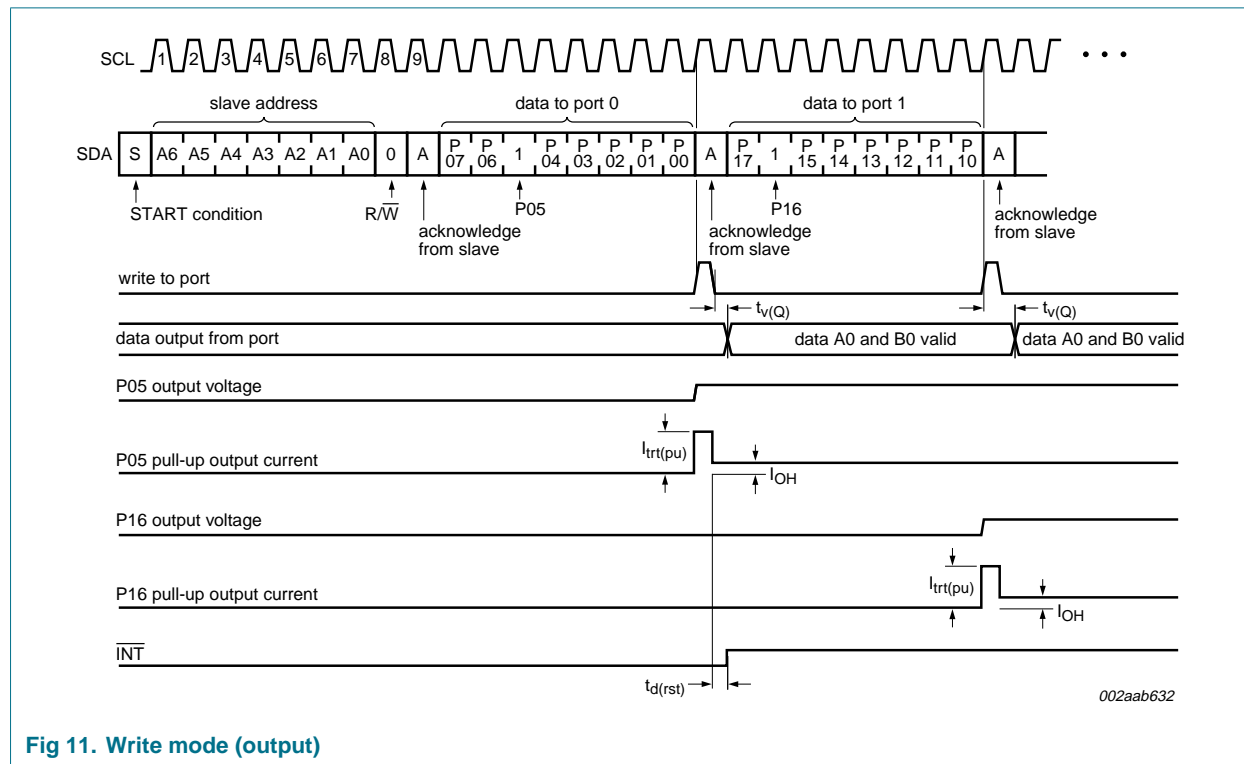 SCL 1 2 3 4 5 6 7 8 9 • • •
slave address data to port 0 data to port 1
SDA S A6 A5 A4 A3 A2 A1 A0 0 A P07 P06 1 P04 P03 P02 P01 P00 A P17 1 P15 P14 P13 P12 P11 P10 A
START condition R/W̅ P05 P16
acknowledge from slave
acknowledge from slave
acknowledge from slave
write to port
tv(Q) tv(Q)
data output from port data A0 and B0 valid data A0 and B0 valid
P05 output voltage
Itrt(pu)
P05 pull-up output current
IOH
P16 output voltage
Itrt(pu)
P16 pull-up output current
IOH
I̅N̅T̅
td(rst)
002aab632
Fig 11. Write mode (output)